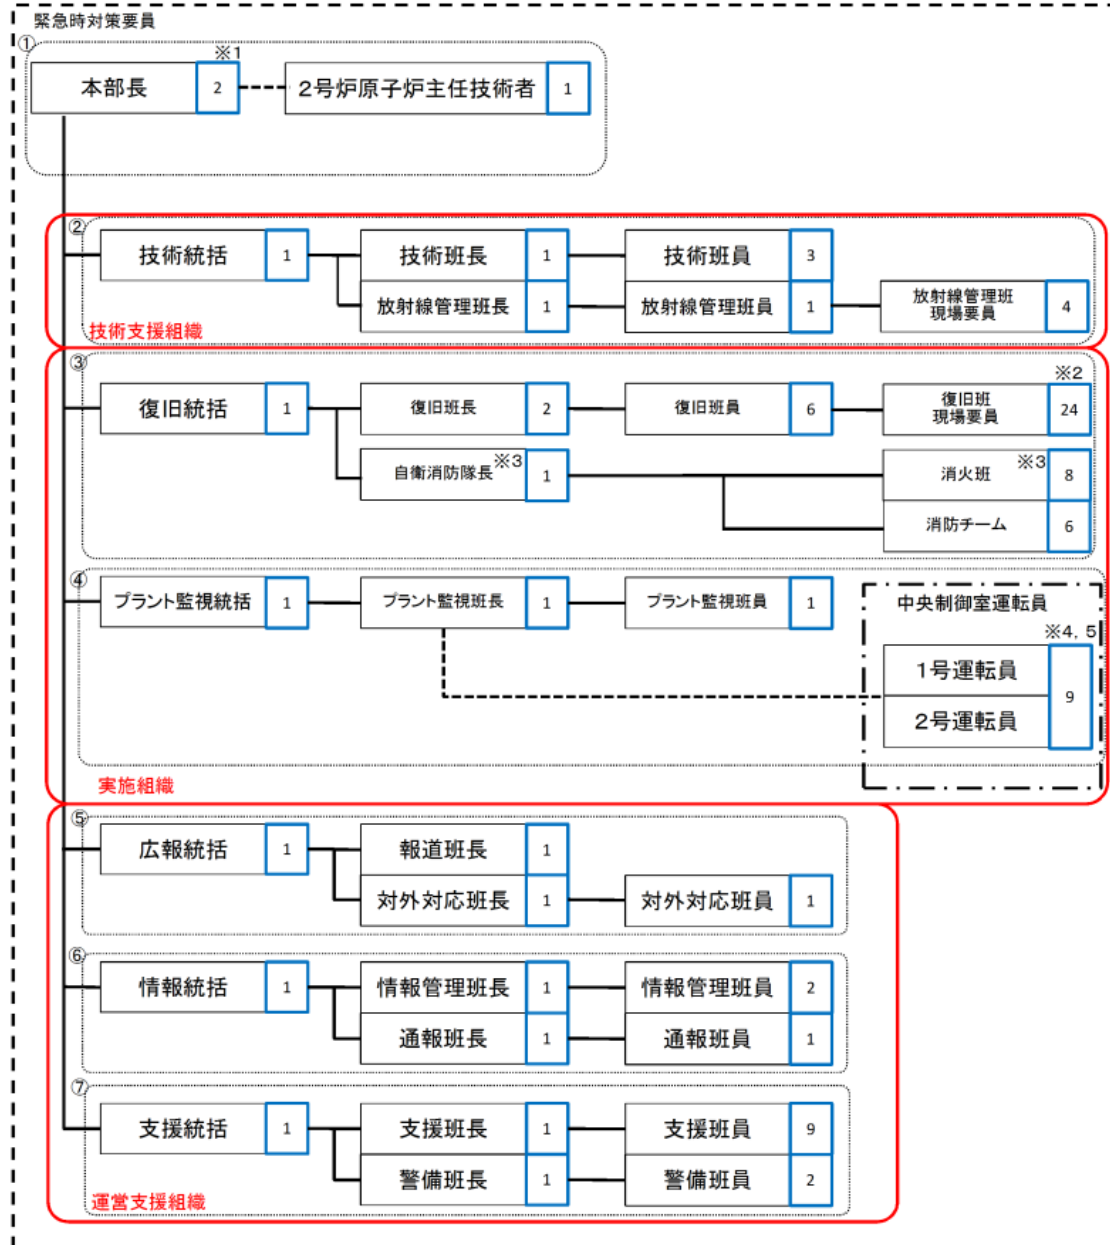 緊急時対策要員
①
※1
本部長 2
2号炉原子炉主任技術者 1
②
技術統括 1
技術班長 1
技術班員 3
放射線管理班長 1
放射線管理班員 1
放射線管理班
現場要員
4
技術支援組織
③
※2
復旧統括 1
復旧班長 2
復旧班員 6
復旧班
現場要員
24
自衛消防隊長 ※3 1
消火班 ※3 8
消防チーム 6
④
プラント監視統括 1
プラント監視班長 1
プラント監視班員 1
中央制御室運転員
※4, 5
1号運転員
9
2号運転員
実施組織
⑤
広報統括 1
報道班長 1
対外対応班長 1
対外対応班員 1
⑥
情報統括 1
情報管理班長 1
情報管理班員 2
通報班長 1
通報班員 1
⑦
支援統括 1
支援班長 1
支援班員 9
警備班長 1
警備班員 2
運営支援組織